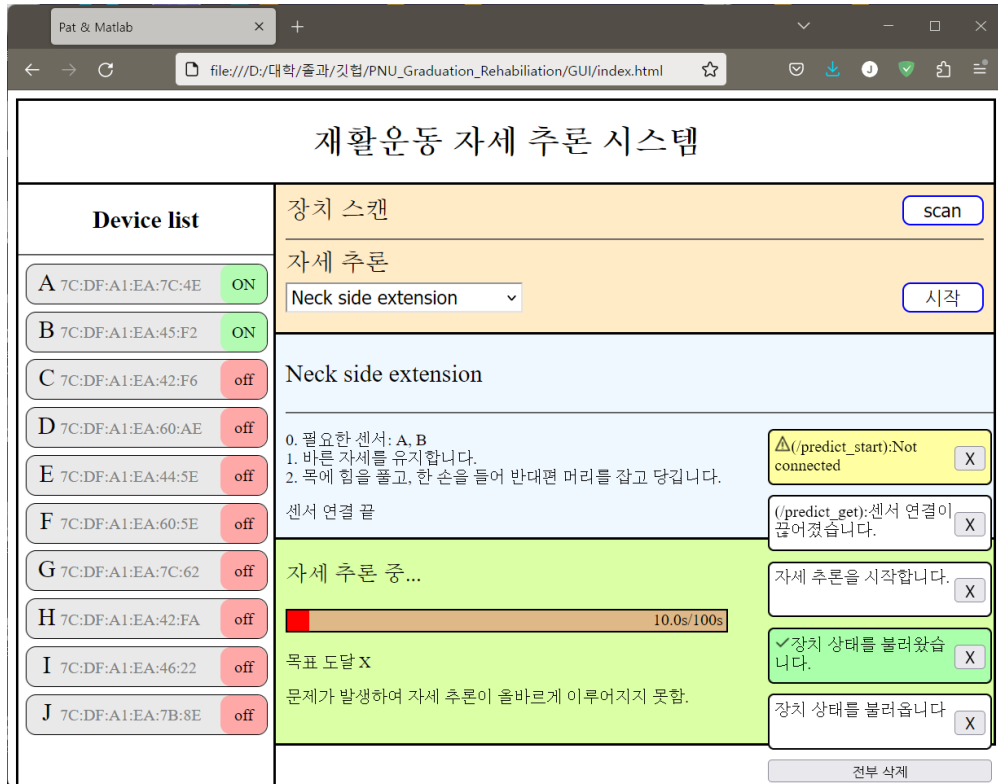 Pat & Matlab
file:///D:/대학/졸과/깃헙/PNU_Graduation_Rehabiliation/GUI/index.html
재활운동 자세 추론 시스템
Device list
A 7C:DF:A1:EA:7C:4E ON
B 7C:DF:A1:EA:45:F2 ON
C 7C:DF:A1:EA:42:F6 off
D 7C:DF:A1:EA:60:AE off
E 7C:DF:A1:EA:44:5E off
F 7C:DF:A1:EA:60:5E off
G 7C:DF:A1:EA:7C:62 off
H 7C:DF:A1:EA:42:FA off
I 7C:DF:A1:EA:46:22 off
J 7C:DF:A1:EA:7B:8E off
장치 스캔
scan
자세 추론
Neck side extension
시작
Neck side extension
0. 필요한 센서: A, B
1. 바른 자세를 유지합니다.
2. 목에 힘을 풀고, 한 손을 들어 반대편 머리를 잡고 당깁니다.
센서 연결 끝
자세 추론 중...
10.0s/100s
목표 도달 X
문제가 발생하여 자세 추론이 올바르게 이루어지지 못함.
⚠(/predict_start):Not
connected
X
(/predict_get):센서 연결이
끊어졌습니다.
X
자세 추론을 시작합니다.
X
✓장치 상태를 불러왔습
니다.
X
장치 상태를 불러옵니다
X
전부 삭제